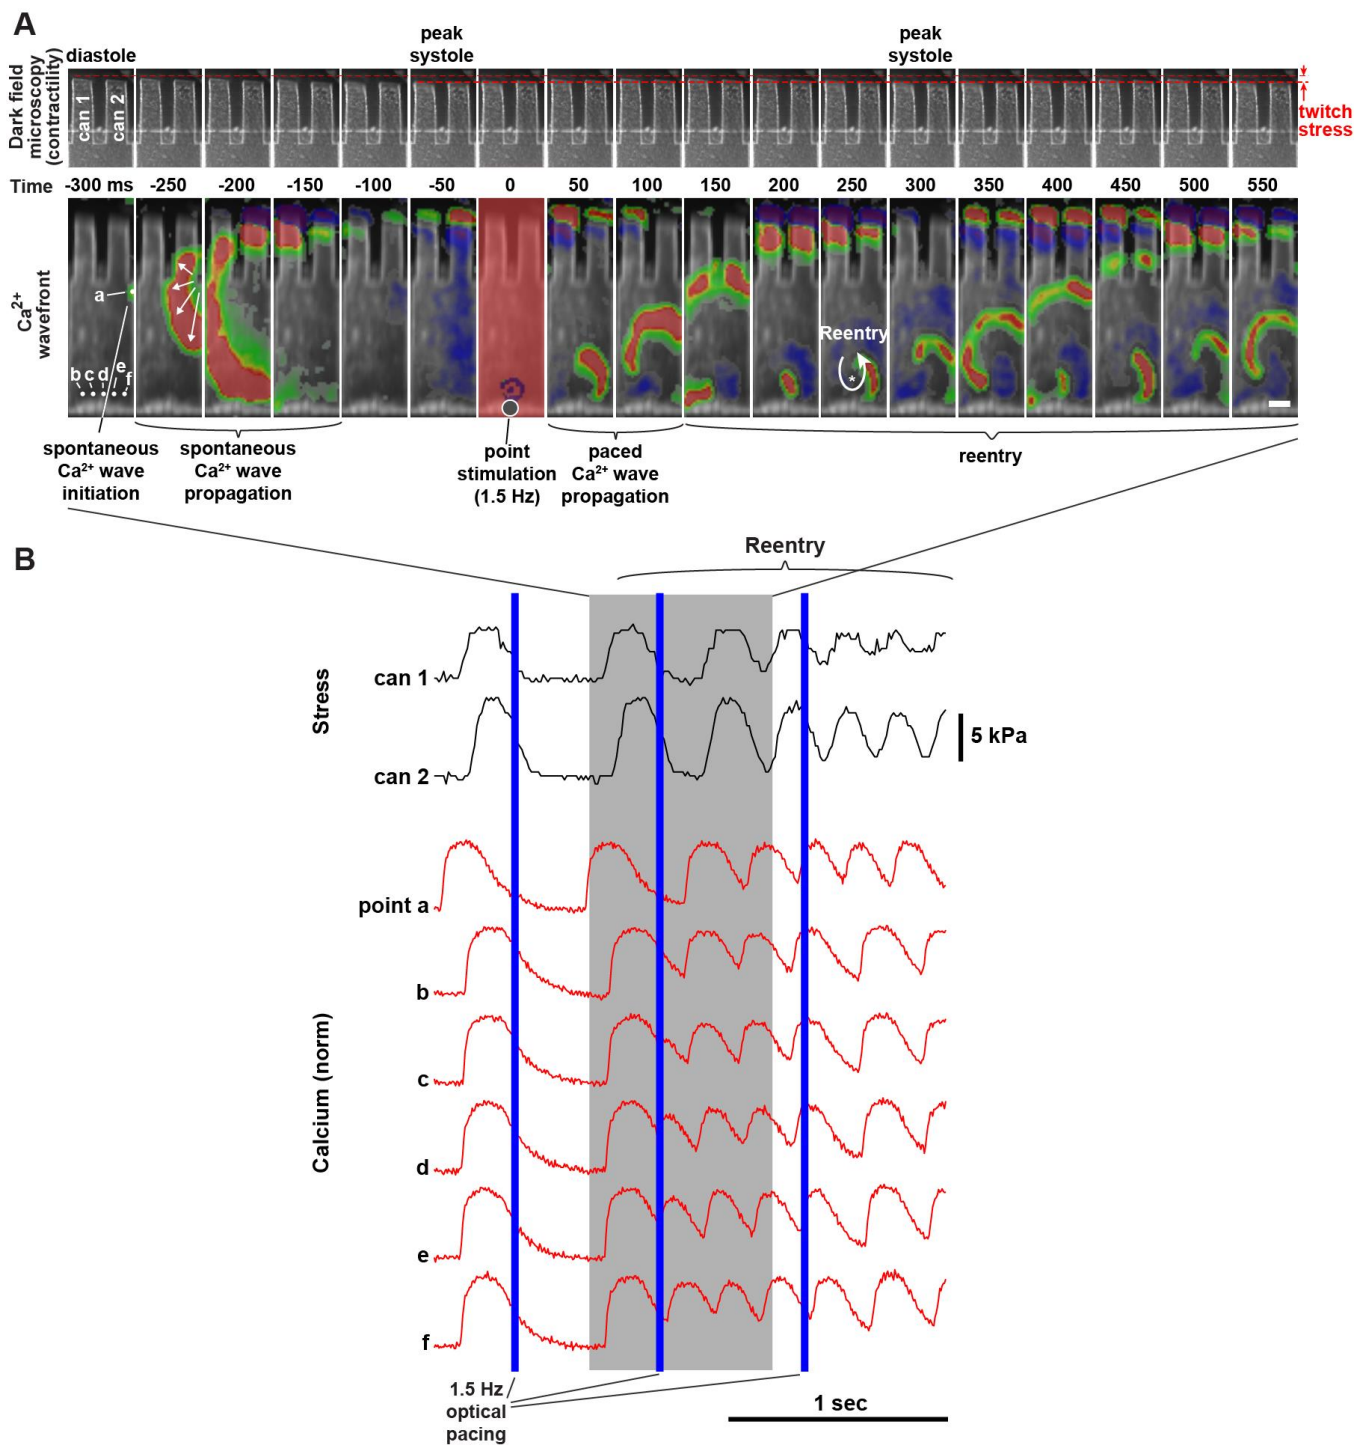 A
diastole
peak
systole
peak
systole
Dark field
microscopy
(contractility)
can 1
can 2
twitch
stress
Time -300 ms -250 -200 -150 -100 -50 0 50 100 150 200 250 300 350 400 450 500 550
Ca2+
wavefront
a
b c d e f
Reentry
*
spontaneous
Ca2+ wave
initiation
spontaneous
Ca2+ wave
propagation
point
stimulation
(1.5 Hz)
paced
Ca2+ wave
propagation
reentry
B
Reentry
Stress
can 1
can 2
5 kPa
Calcium (norm)
point a
b
c
d
e
f
1.5 Hz
optical
pacing
1 sec